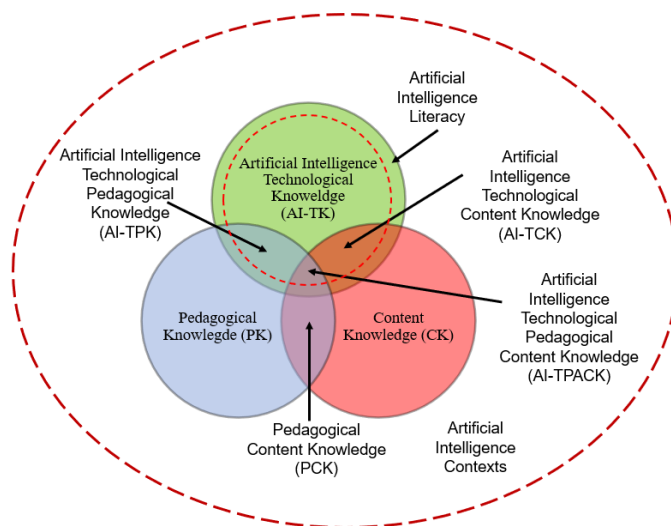 Artificial
Intelligence
Literacy
Artificial Intelligence
Technological
Pedagogical
Knowledge
(AI-TPK)
Artificial Intelligence
Technological
Knoweldge
(AI-TK)
Artificial
Intelligence
Technological
Content Knowledge
(AI-TCK)
Pedagogical
Knowlegde (PK)
Content
Knowledge (CK)
Artificial
Intelligence
Technological
Pedagogical
Content Knowledge
(AI-TPACK)
Pedagogical
Content Knowledge
(PCK)
Artificial
Intelligence
Contexts